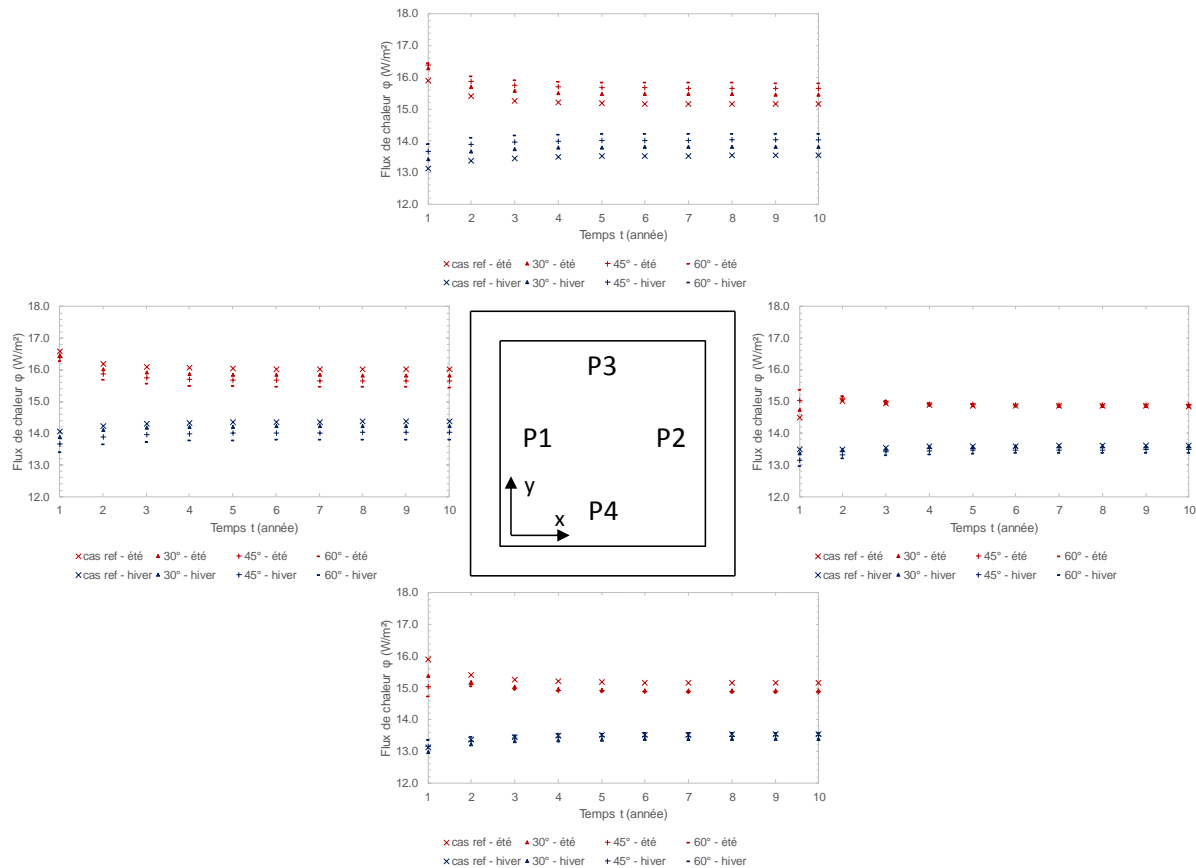 18.0
17.0
16.0
15.0
14.0
13.0
12.0
Flux de chaleur φ (W/m²)
1 2 3 4 5 6 7 8 9 10
Temps t (année)
cas ref - été 30° - été 45° - été 60° - été
cas ref - hiver 30° - hiver 45° - hiver 60° - hiver
18.0
17.0
16.0
15.0
14.0
13.0
12.0
Flux de chaleur φ (W/m²)
1 2 3 4 5 6 7 8 9 10
Temps t (année)
cas ref - été 30° - été 45° - été 60° - été
cas ref - hiver 30° - hiver 45° - hiver 60° - hiver
P3
P1 P2
y
P4
x
18.0
17.0
16.0
15.0
14.0
13.0
12.0
Flux de chaleur φ (W/m²)
1 2 3 4 5 6 7 8 9 10
Temps t (année)
cas ref - été 30° - été 45° - été 60° - été
cas ref - hiver 30° - hiver 45° - hiver 60° - hiver
18.0
17.0
16.0
15.0
14.0
13.0
12.0
Flux de chaleur φ (W/m²)
1 2 3 4 5 6 7 8 9 10
Temps t (année)
cas ref - été 30° - été 45° - été 60° - été
cas ref - hiver 30° - hiver 45° - hiver 60° - hiver